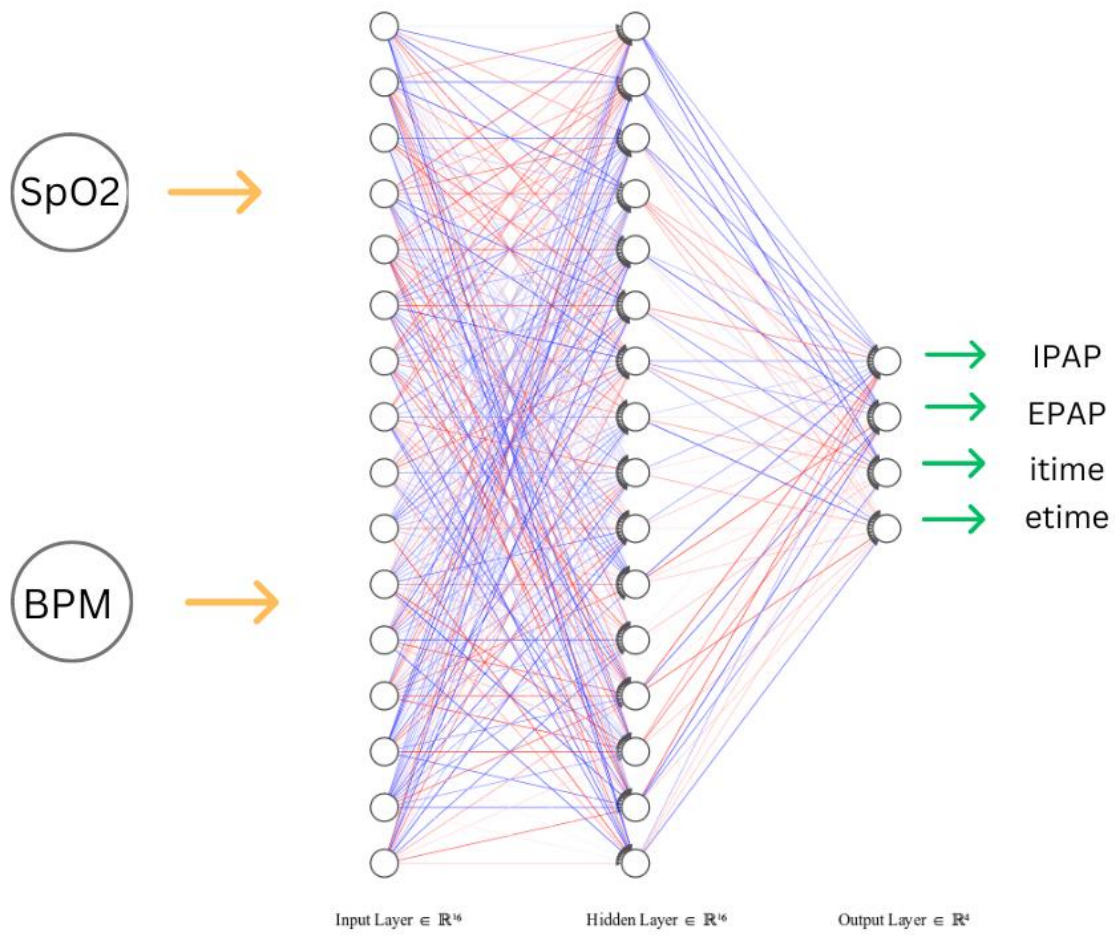 SpO2
BPM
IPAP
EPAP
itime
etime
Input Layer ∈ ℝ¹⁶
Hidden Layer ∈ ℝ¹⁶
Output Layer ∈ ℝ⁴